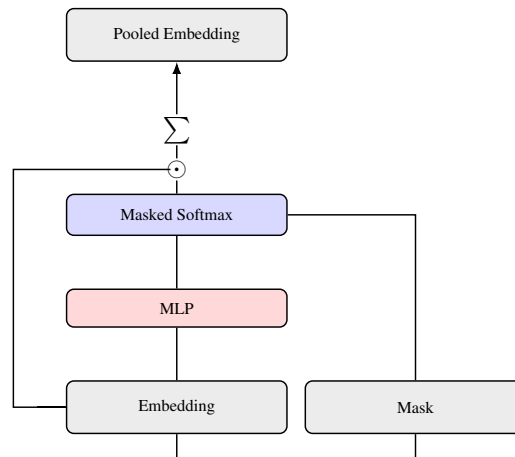 Pooled Embedding
∑
⊙
Masked Softmax
MLP
Embedding
Mask